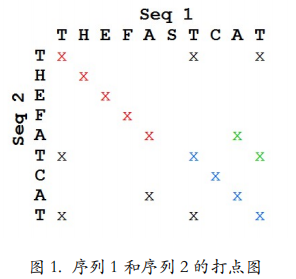 Seq 1
T H E F A S T C A T
Seq 2
T x x x
H x
E x
F x
A x x
T x x x
C x
A x x
T x x x
图 1. 序列 1 和序列 2 的打点图